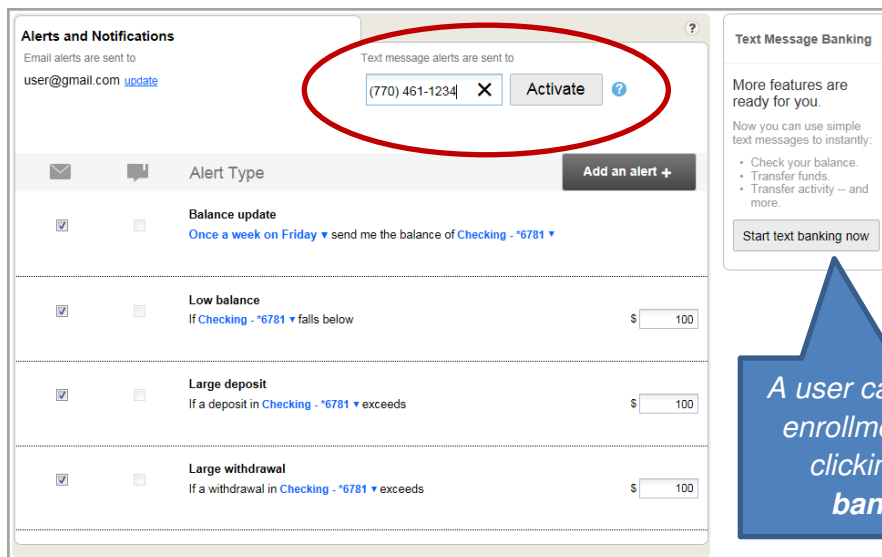 Alerts and Notifications
?
Email alerts are sent to
Text message alerts are sent to
user@gmail.com update
(770) 461-1234 X Activate ?
Alert Type
Add an alert +
Balance update
Once a week on Friday ▾ send me the balance of Checking - *6781 ▾
Low balance
If Checking - *6781 ▾ falls below $ 100
Large deposit
If a deposit in Checking - *6781 ▾ exceeds $ 100
Large withdrawal
If a withdrawal in Checking - *6781 ▾ exceeds $ 100
Text Message Banking
More features are
ready for you.
Now you can use simple
text messages to instantly:
• Check your balance.
• Transfer funds.
• Transfer activity -- and
more.
Start text banking now
A user